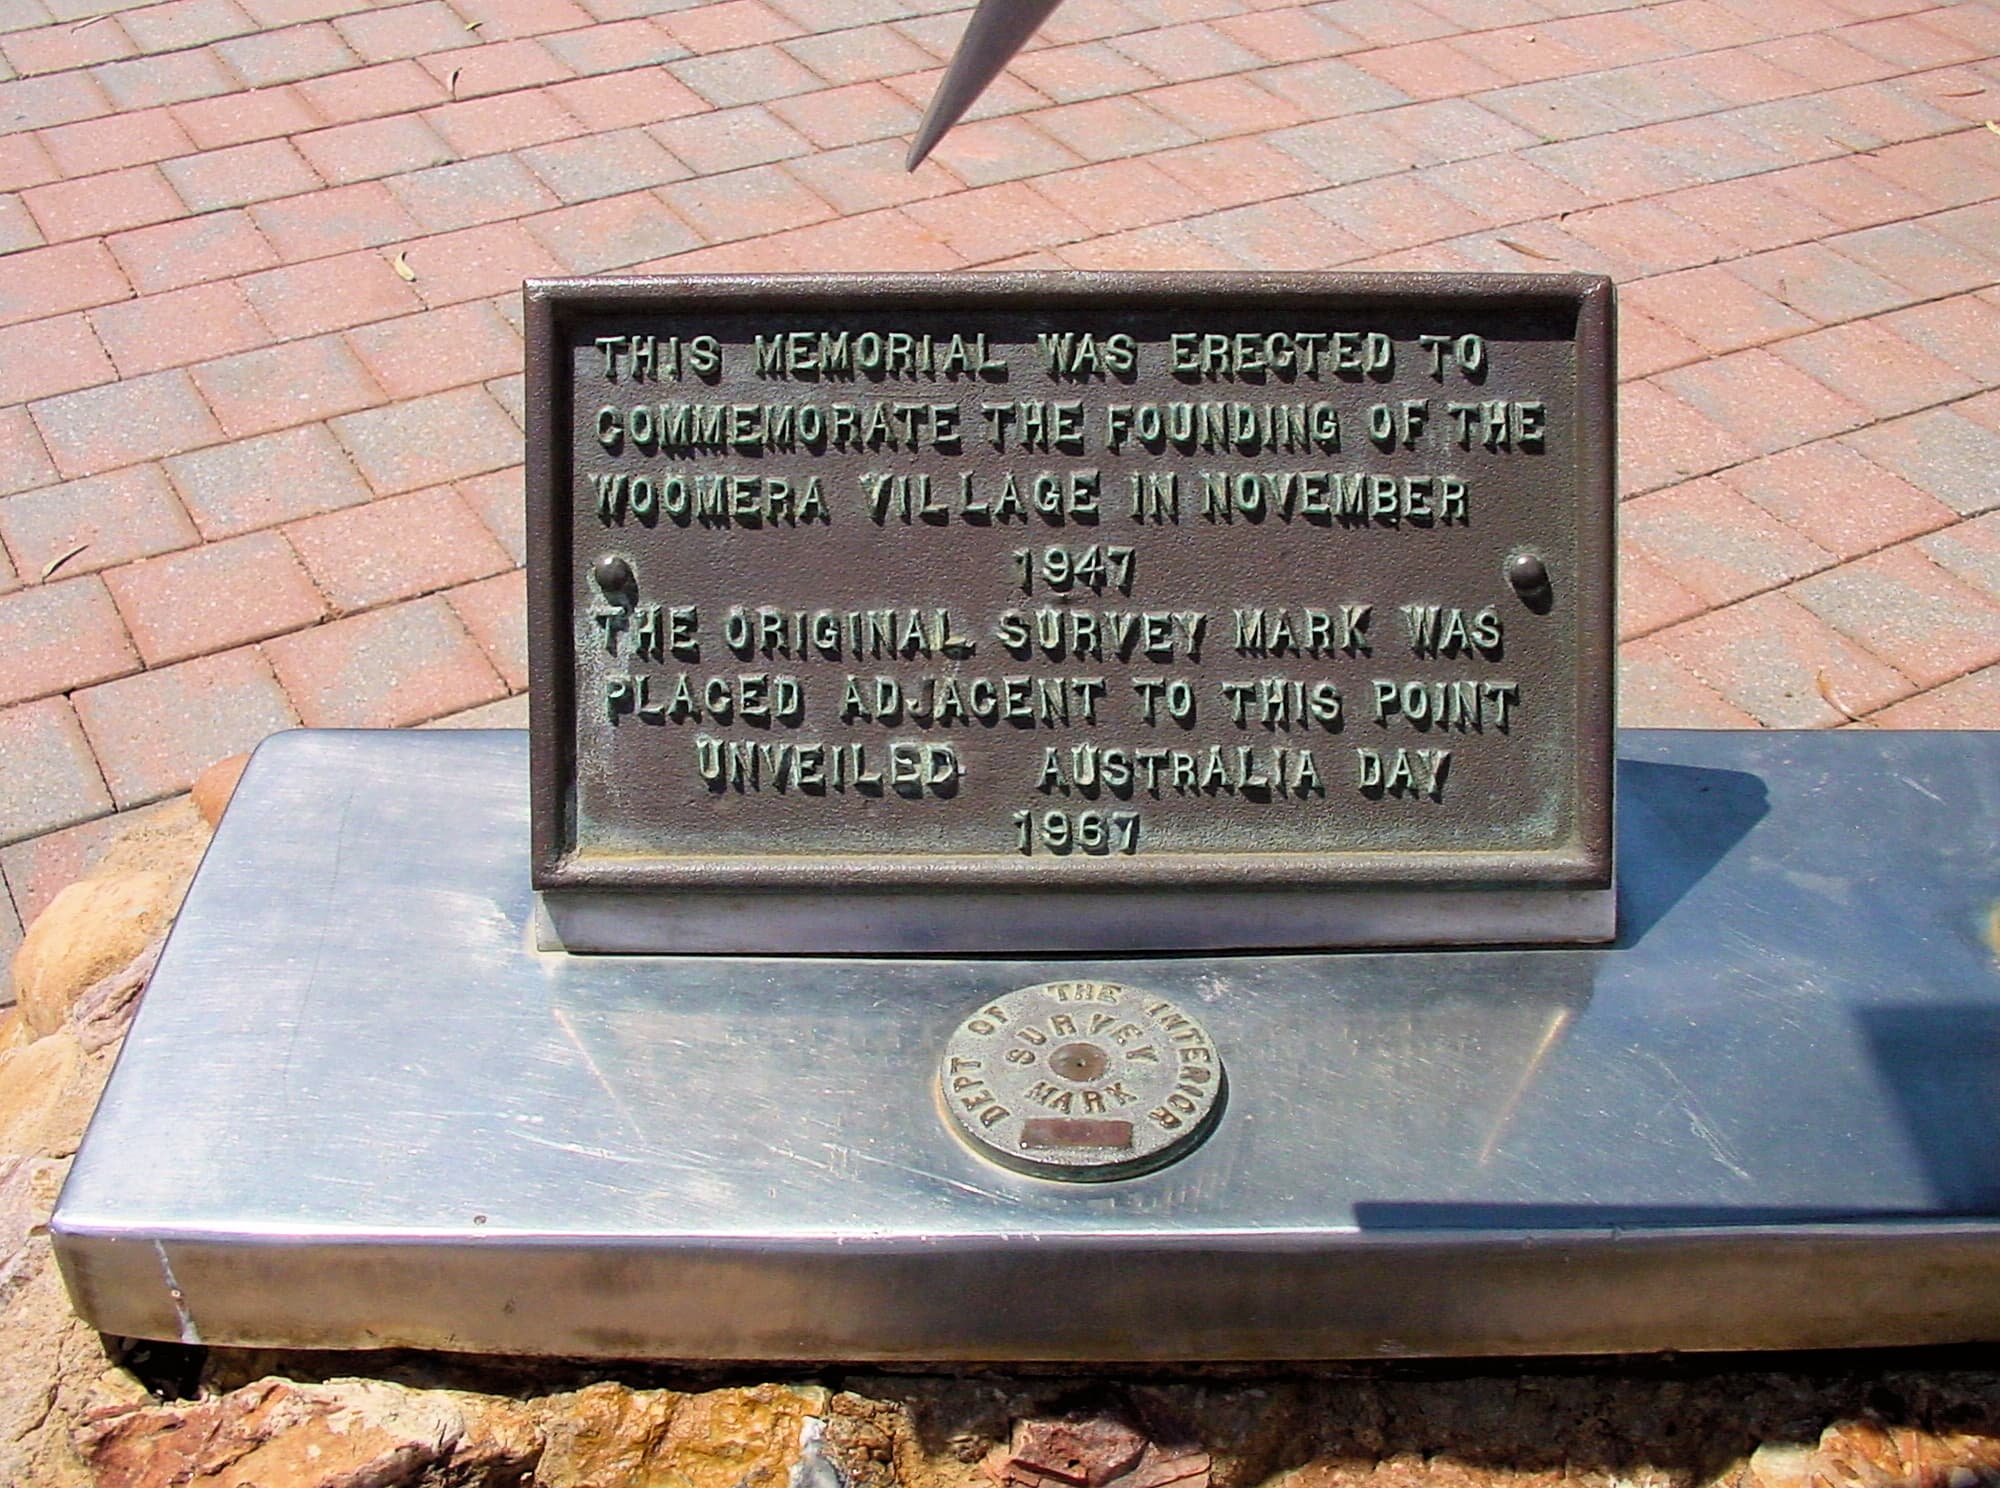 THIS MEMORIAL WAS ERECTED TO
COMMEMORATE THE FOUNDING OF THE
WOOMERA VILLAGE IN NOVEMBER
1947
THE ORIGINAL SURVEY MARK WAS
PLACED ADJACENT TO THIS POINT
UNVEILED. AUSTRALIA DAY
1967
DEPT OF THE INTERIOR
SURVEY
MARK